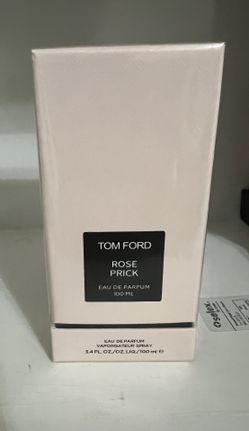 TOM FORD
ROSE
PRICK
EAU DE PARFUM
100 ML
EAU DE PARFUM
VAPORISATEUR SPRAY
3.4 FL.OZ./OZ.LIQ./100 ml ℮